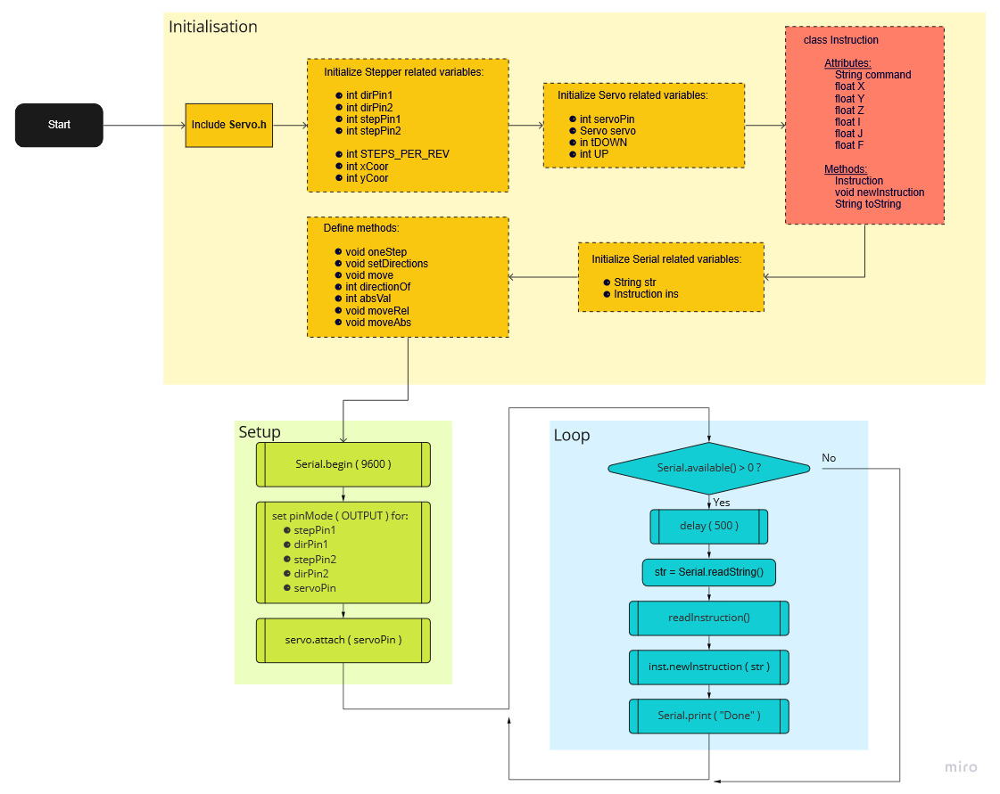 Initialisation
Start
Include Servo.h
Initialize Stepper related variables:
int dirPin1
int dirPin2
int stepPin1
int stepPin2
int STEPS_PER_REV
int xCoor
int yCoor
Initialize Servo related variables:
int servoPin
Servo servo
in tDOWN
int UP
class Instruction
Attributes:
String command
float X
float Y
float Z
float I
float J
float F
Methods:
Instruction
void newInstruction
String toString
Initialize Serial related variables:
String str
Instruction ins
Define methods:
void oneStep
void setDirections
void move
int directionOf
int absVal
void moveRel
void moveAbs
Setup
Serial.begin ( 9600 )
set pinMode ( OUTPUT ) for:
stepPin1
dirPin1
stepPin2
dirPin2
servoPin
servo.attach ( servoPin )
Loop
Serial.available() > 0 ?
No
Yes
delay ( 500 )
str = Serial.readString()
readInstruction()
inst.newInstruction ( str )
Serial.print ( "Done" )
miro